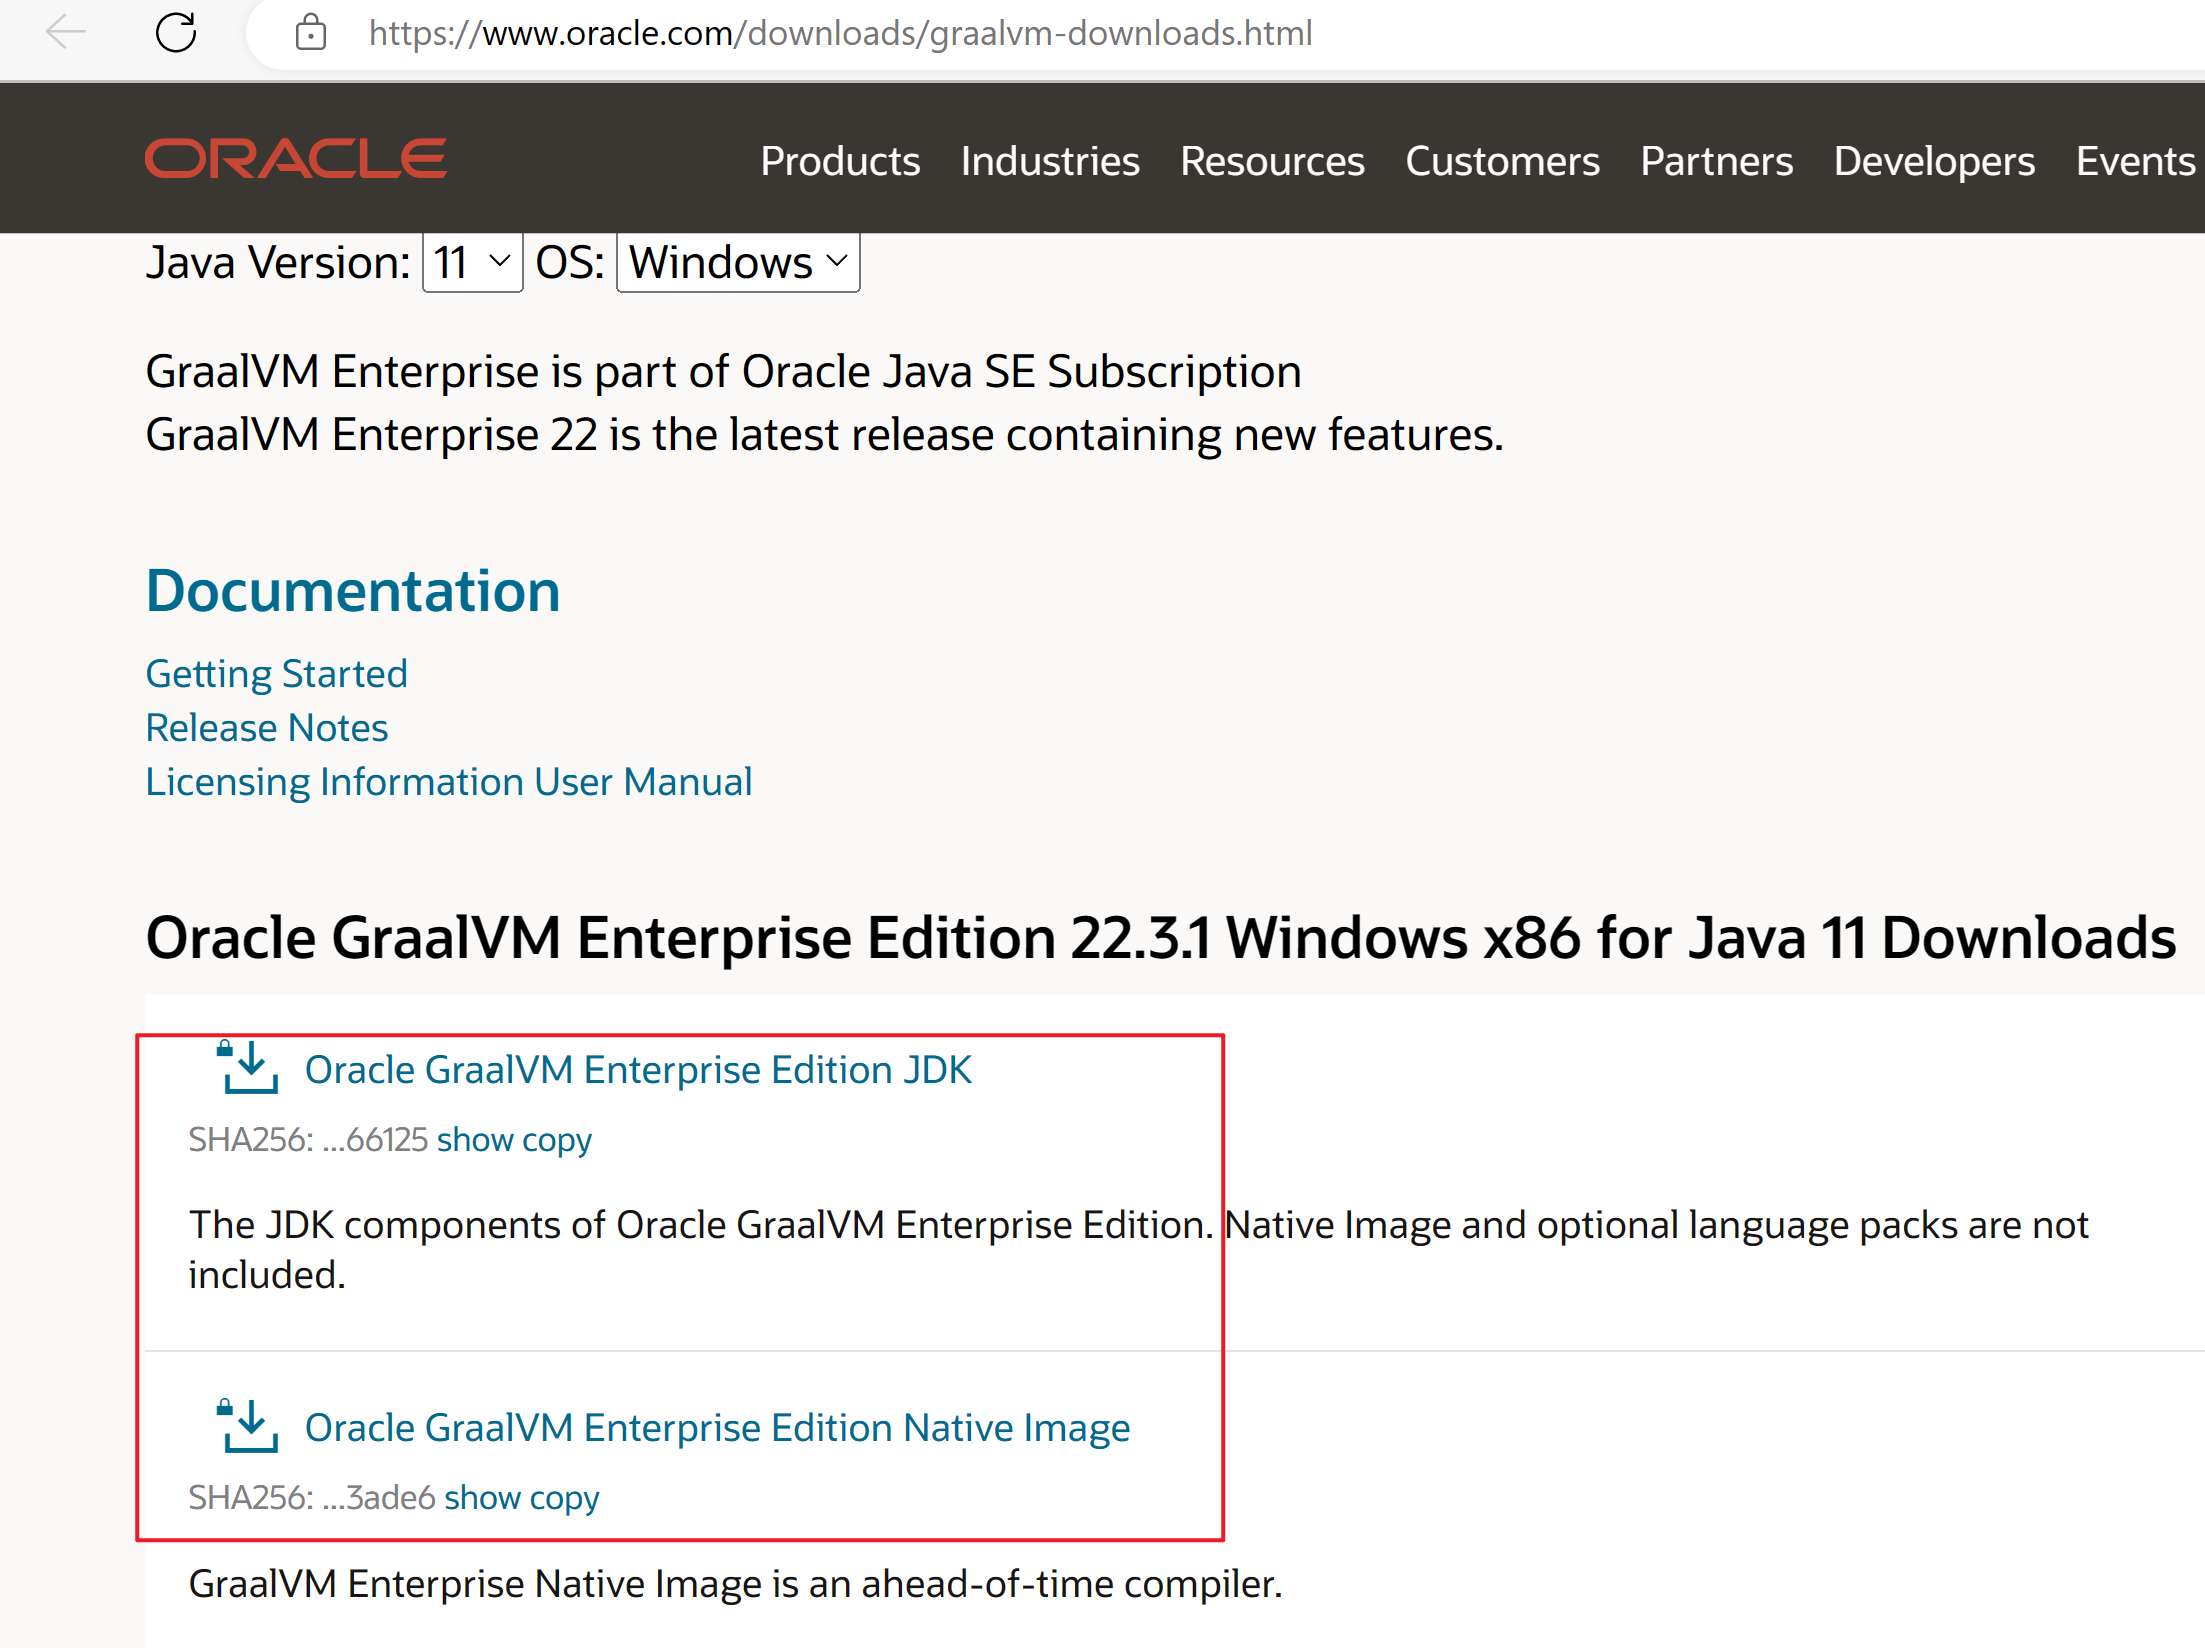 https://www.oracle.com/downloads/graalvm-downloads.html
ORACLE Products Industries Resources Customers Partners Developers Events
Java Version: 11 OS: Windows
GraalVM Enterprise is part of Oracle Java SE Subscription
GraalVM Enterprise 22 is the latest release containing new features.
Documentation
Getting Started
Release Notes
Licensing Information User Manual
Oracle GraalVM Enterprise Edition 22.3.1 Windows x86 for Java 11 Downloads
Oracle GraalVM Enterprise Edition JDK
SHA256: ...66125 show copy
The JDK components of Oracle GraalVM Enterprise Edition. Native Image and optional language packs are not
included.
Oracle GraalVM Enterprise Edition Native Image
SHA256: ...3ade6 show copy
GraalVM Enterprise Native Image is an ahead-of-time compiler.